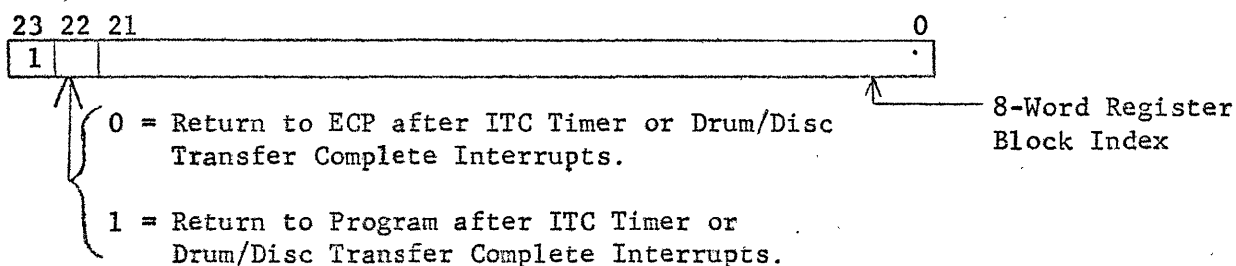 23 22 21 0
1
0 = Return to ECP after ITC Timer or Drum/Disc
Transfer Complete Interrupts.
8-Word Register
Block Index
1 = Return to Program after ITC Timer or
Drum/Disc Transfer Complete Interrupts.